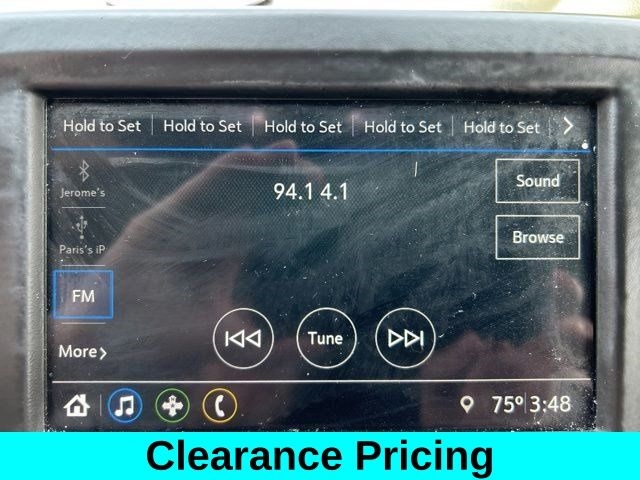 Hold to Set Hold to Set Hold to Set Hold to Set Hold to Set
Jerome's
94.1 4.1
Sound
Paris's iP
Browse
FM
Tune
More
75° 3:48
Clearance Pricing